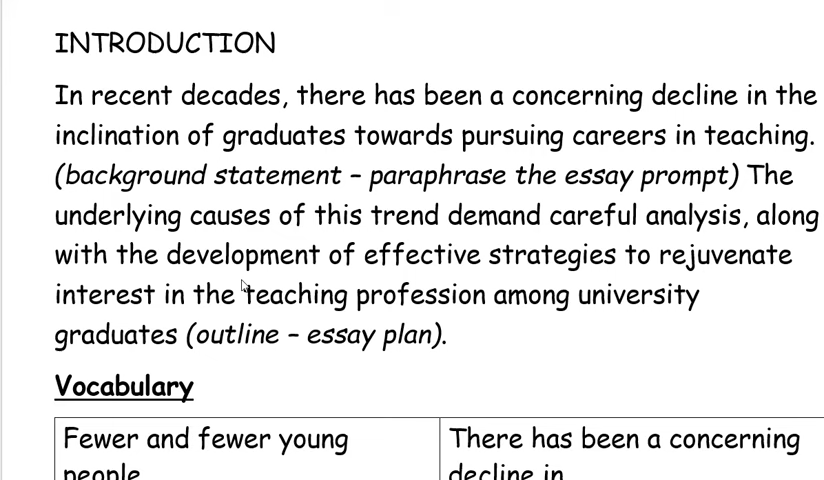 INTRODUCTION
In recent decades, there has been a concerning decline in the
inclination of graduates towards pursuing careers in teaching.
(background statement – paraphrase the essay prompt) The
underlying causes of this trend demand careful analysis, along
with the development of effective strategies to rejuvenate
interest in the teaching profession among university
graduates (outline – essay plan).
Vocabulary
Fewer and fewer young There has been a concerning
people decline in